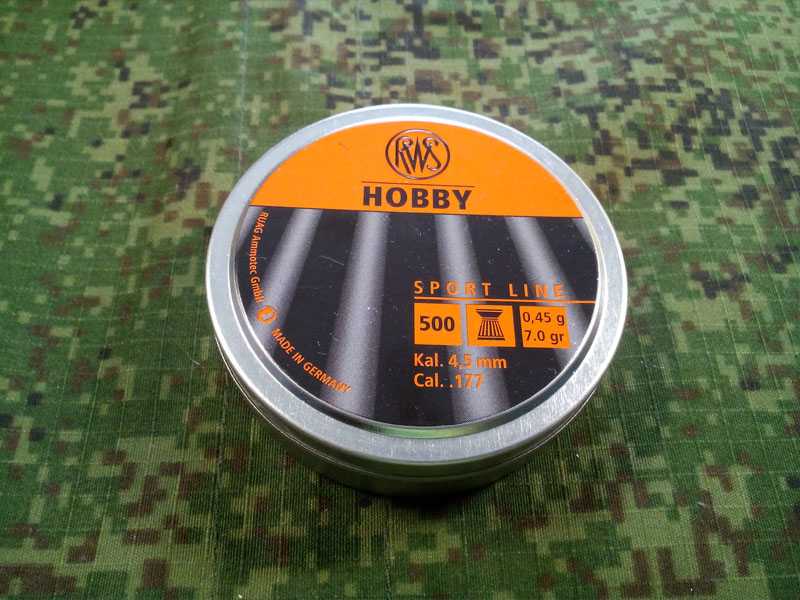 RWS
HOBBY
SPORT LINE
500
0,45 g
7.0 gr
Kal. 4,5 mm
Cal. .177
RUAG Ammotec GmbH
MADE IN GERMANY